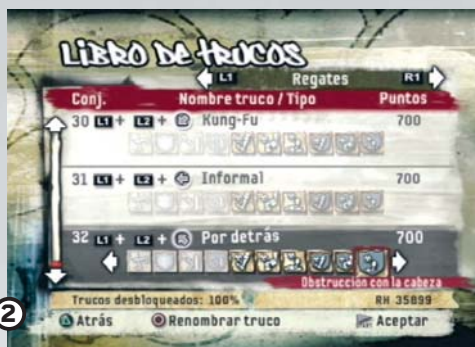 LIBRO DE TRUCOS
L1 Regates R1
Conj. Nombre truco / Tipo Puntos
30 L1 + L2 + Kung-Fu 700
31 L1 + L2 + Informal 700
32 L1 + L2 + Por detrás 700
Obstrucción con la cabeza
Trucos desbloqueados: 100% RH 35899
2
Atrás Renombrar truco Aceptar